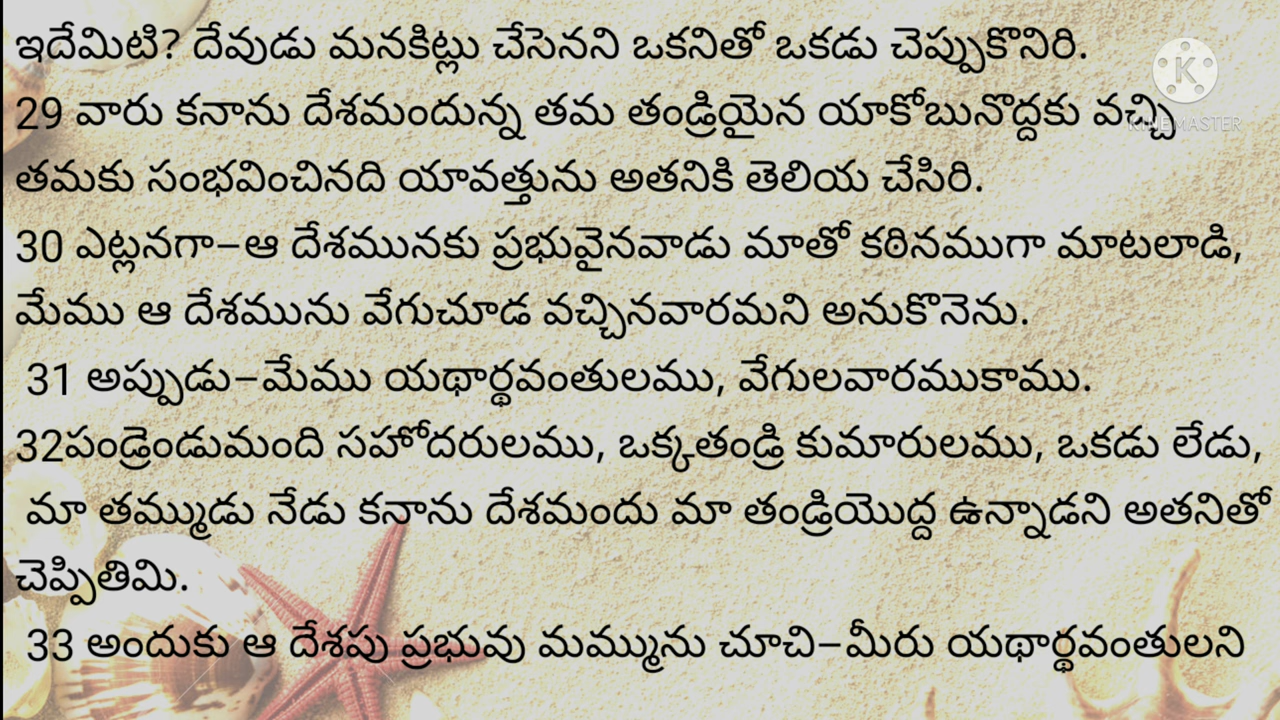 ఇదేమిటి? దేవుడు మనకిట్లు చేసెనని ఒకనితో ఒకడు చెప్పుకొనిరి.
29 వారు కనాను దేశమందున్న తమ తండ్రియైన యాకోబునొద్దకు వచ్చి
తమకు సంభవించినది యావత్తును అతనికి తెలియ చేసిరి.
30 ఎట్లనగా–ఆ దేశమునకు ప్రభువైనవాడు మాతో కఠినముగా మాటలాడి,
మేము ఆ దేశమును వేగుచూడ వచ్చినవారమని అనుకొనెను.
31 అప్పుడు–మేము యథార్థవంతులము, వేగులవారముకాము.
32పండ్రెండుమంది సహోదరులము, ఒక్కతండ్రి కుమారులము, ఒకడు లేడు,
మా తమ్ముడు నేడు కనాను దేశమందు మా తండ్రియొద్ద ఉన్నాడని అతనితో
చెప్పితిమి.
33 అందుకు ఆ దేశపు ప్రభువు మమ్మును చూచి–మీరు యథార్థవంతులని
K
KINEMASTER